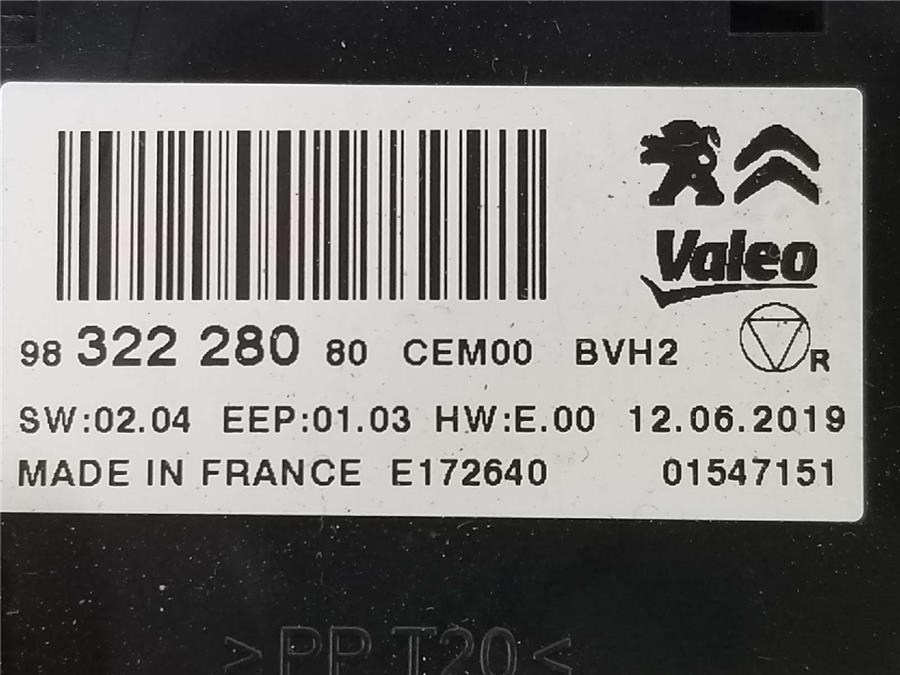 Valeo
98 322 280 80 CEM00 BVH2 R
SW:02.04 EEP:01.03 HW:E.00 12.06.2019
MADE IN FRANCE E172640 01547151
>PP T20<